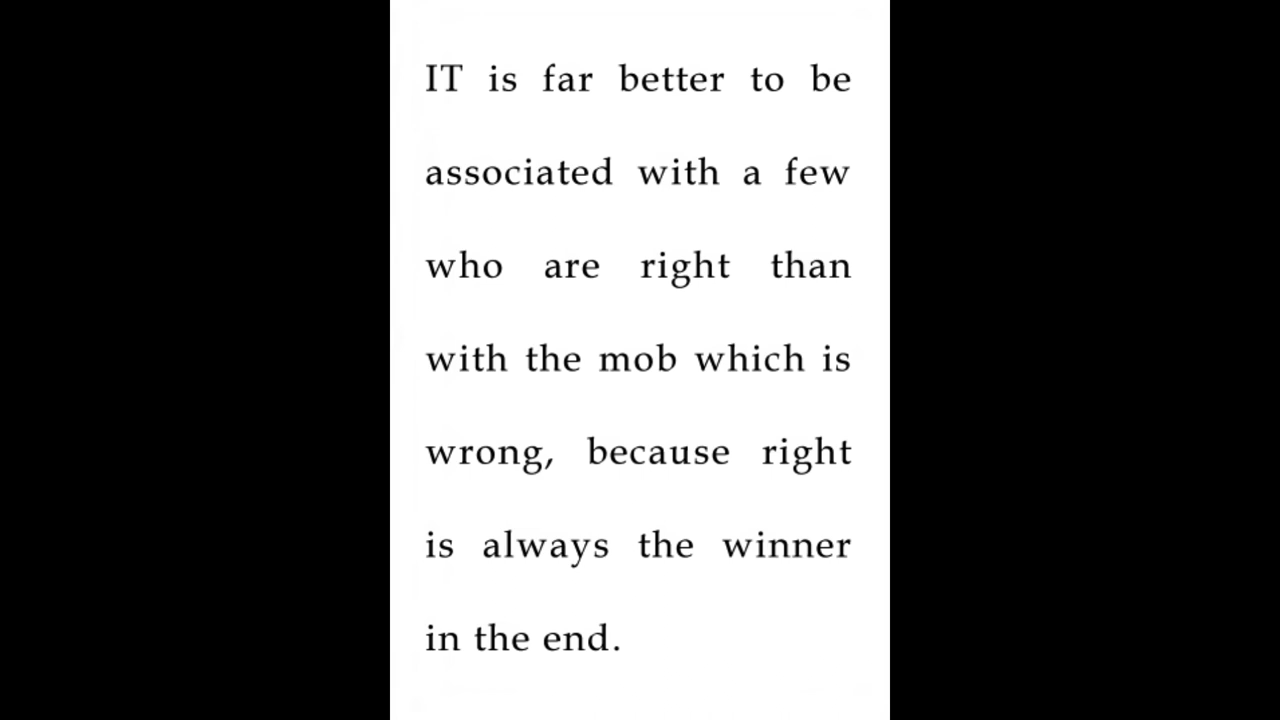 IT is far better to be
associated with a few
who are right than
with the mob which is
wrong, because right
is always the winner
in the end.